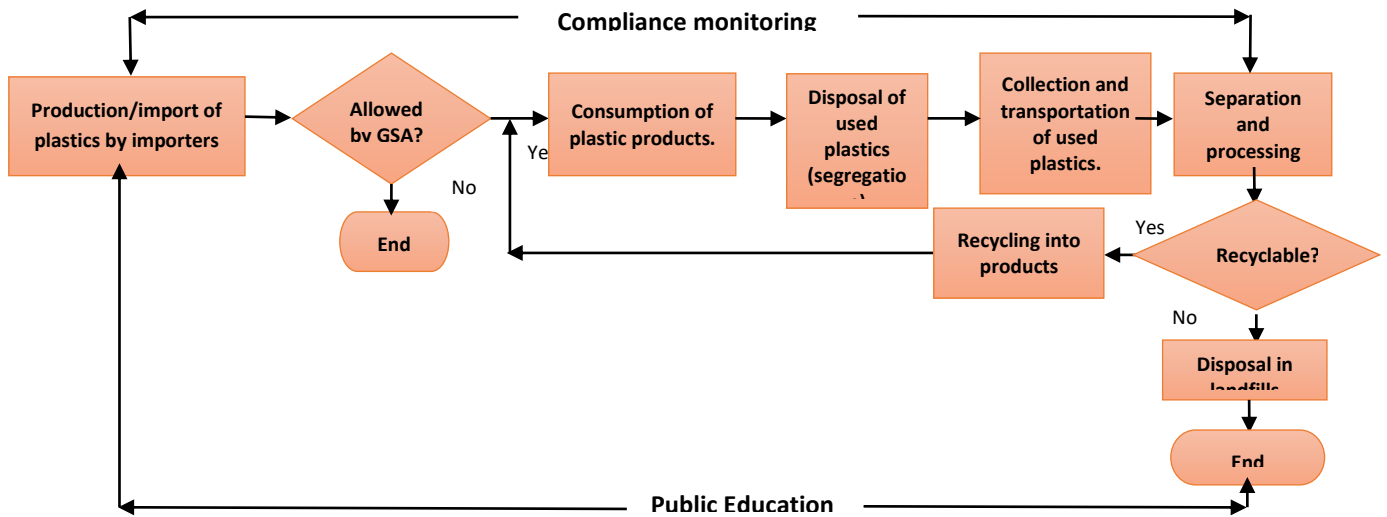 Compliance monitoring
Production/import of
plastics by importers
Allowed
by GSA?
Yes
No
End
Consumption of
plastic products.
Disposal of
used
plastics
(segregatio
Collection and
transportation
of used
plastics.
Separation
and
processing
Recyclable?
Yes
Recycling into
products
No
Disposal in
landfills
End
Public Education